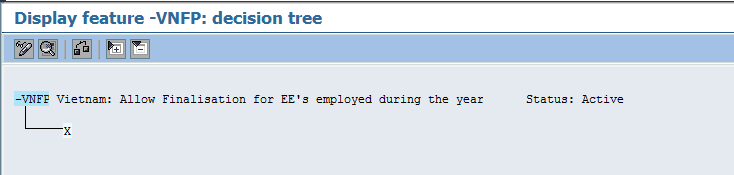 Display feature -VNFP: decision tree
-VNFP Vietnam: Allow Finalisation for EE's employed during the year Status: Active
X